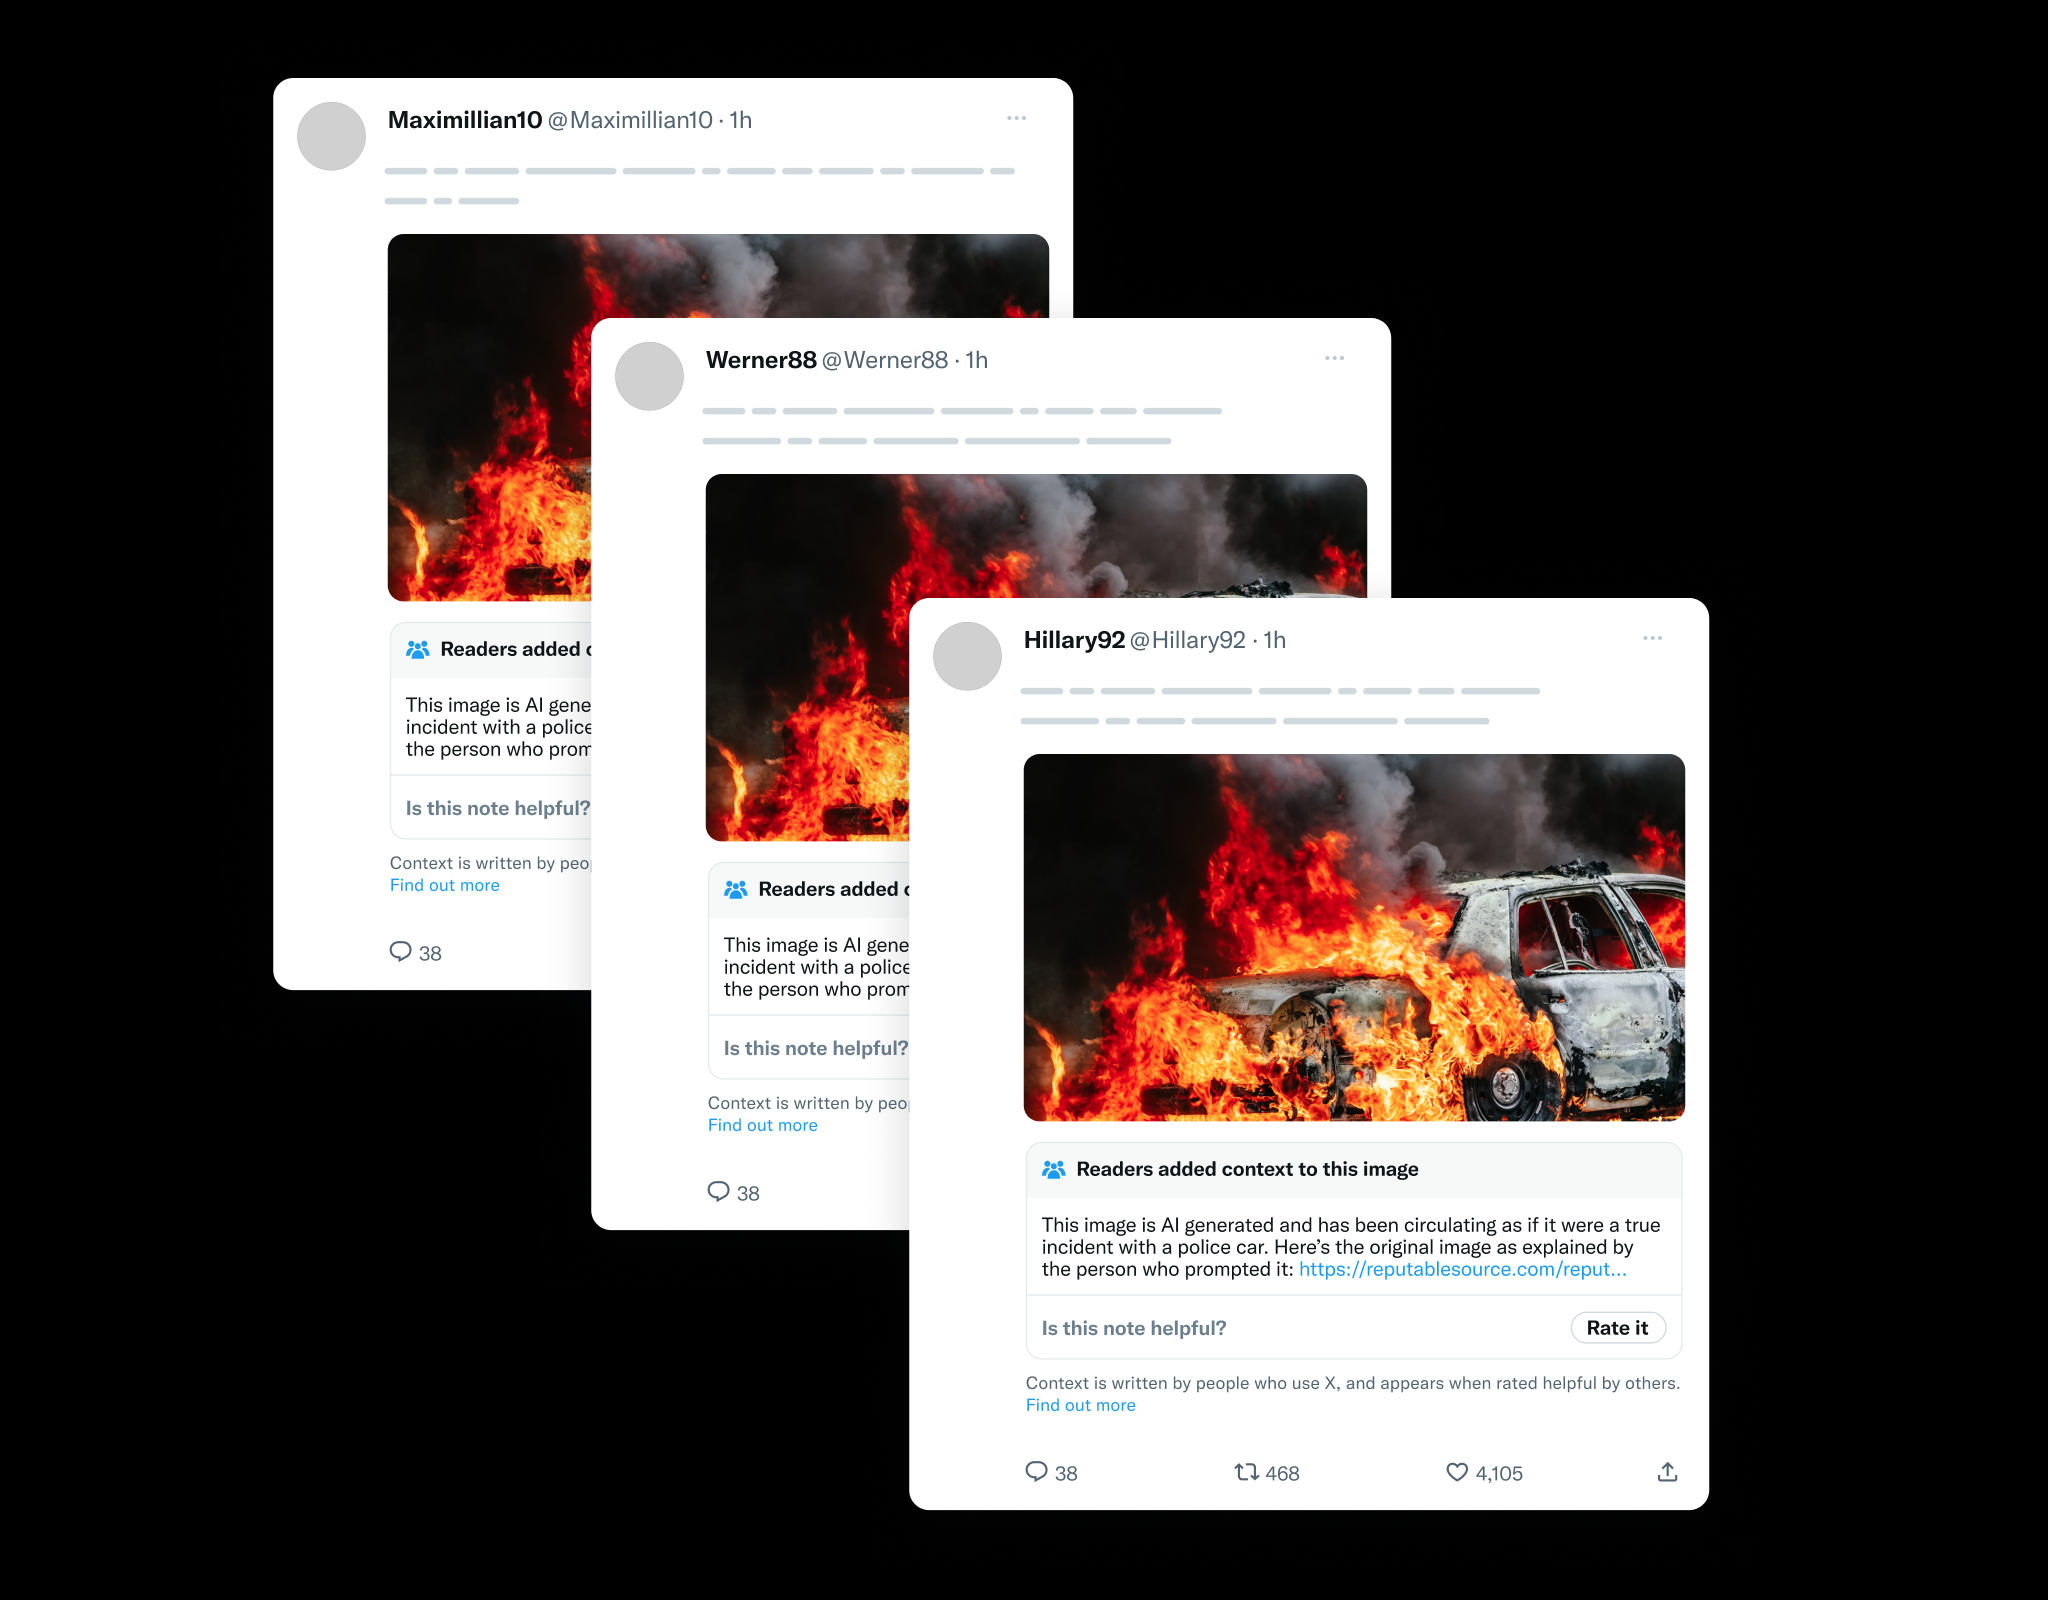 Maximillian10 @Maximillian10 · 1h
Readers added
This image is AI
incident with a police
the person who
Is this note helpful?
Context is written by
Find out more
38
Werner88 @Werner88 · 1h
Readers added
This image is AI
incident with a police
the person who
Is this note helpful?
Context is written by
Find out more
38
Hillary92 @Hillary92 · 1h
Readers added context to this image
This image is AI generated and has been circulating as if it were a true
incident with a police car. Here’s the original image as explained by
the person who prompted it: https://reputablesource.com/reput...
Is this note helpful?
Rate it
Context is written by people who use X, and appears when rated helpful by others.
Find out more
38 468 4,105